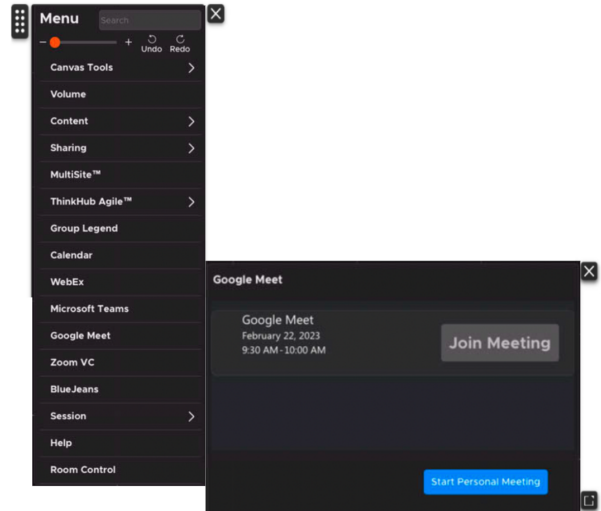 Menu
Search
Undo
Redo
Canvas Tools
Volume
Content
Sharing
MultiSite™
ThinkHub Agile™
Group Legend
Calendar
WebEx
Microsoft Teams
Google Meet
Zoom VC
BlueJeans
Session
Help
Room Control
Google Meet
Google Meet
February 22, 2023
9:30 AM - 10:00 AM
Join Meeting
Start Personal Meeting